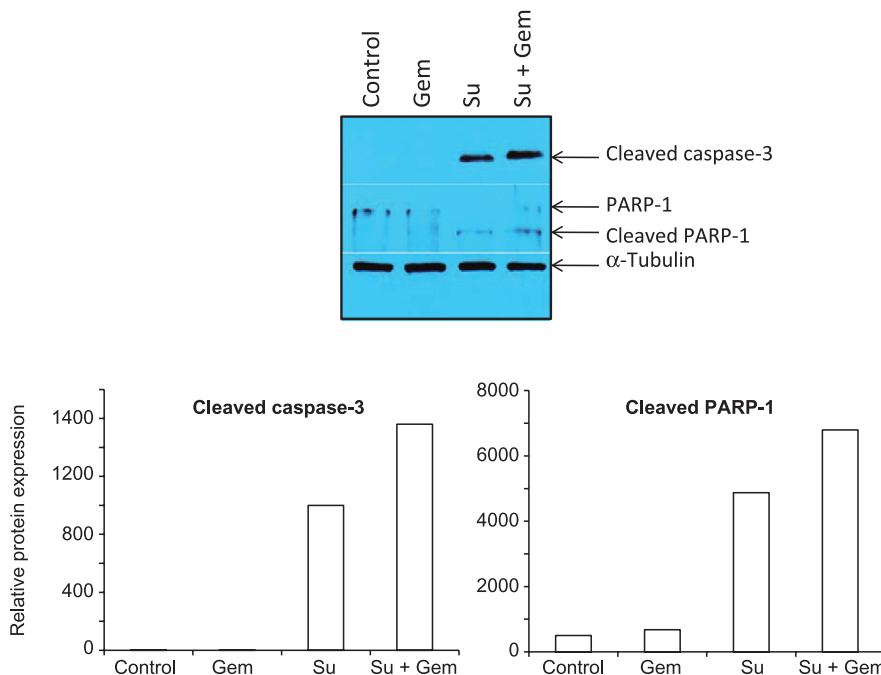 Control
Gem
Su
Su + Gem
Cleaved caspase-3
PARP-1
Cleaved PARP-1
α-Tubulin
Relative protein expression
Cleaved caspase-3
1400
1200
800
400
0
Control
Gem
Su
Su + Gem
Cleaved PARP-1
8000
6000
4000
2000
0
Control
Gem
Su
Su + Gem